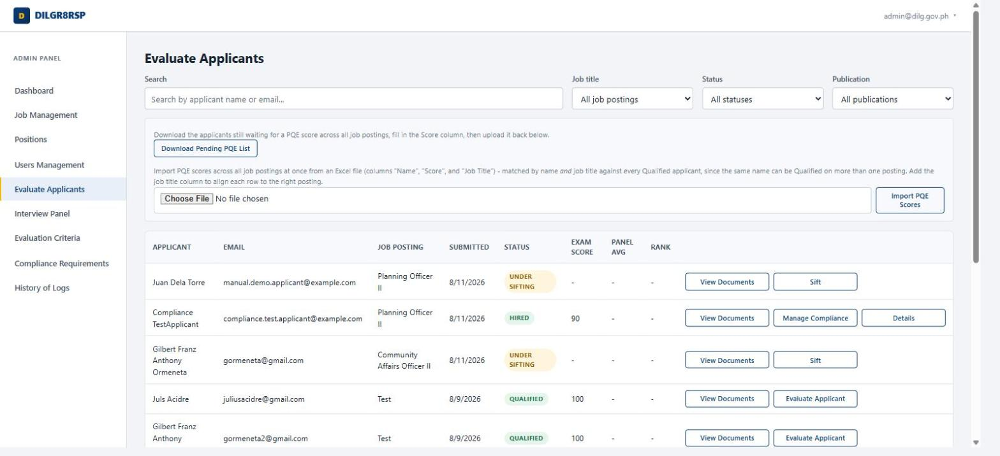 D DILGR8RSP
admin@dilg.gov.ph
ADMIN PANEL
Dashboard
Job Management
Positions
Users Management
Evaluate Applicants
Interview Panel
Evaluation Criteria
Compliance Requirements
History of Logs
Evaluate Applicants
Search Job title Status Publication
Search by applicant name or email... All job postings All statuses All publications
Download the applicants still waiting for a PQE score across all job postings, fill in the Score column, then upload it back below.
Download Pending PQE List
Import PQE scores across all job postings at once from an Excel file (columns "Name", "Score", and "Job Title") - matched by name and job title against every Qualified applicant, since the same name can be Qualified on more than one posting. Add the
job title column to align each row to the right posting.
Choose File No file chosen
Import PQE
Scores
APPLICANT EMAIL JOB POSTING SUBMITTED STATUS EXAM
SCORE
PANEL
AVG
RANK
Juan Dela Torre manual.demo.applicant@example.com Planning Officer
II
8/11/2026 UNDER
SIFTING
- - - View Documents Sift
Compliance
TestApplicant
compliance.test.applicant@example.com Planning Officer
II
8/11/2026 HIRED 90 - - View Documents Manage Compliance Details
Gilbert Franz
Anthony
Ormeneta
gormeneta@gmail.com Community
Affairs Officer II
8/11/2026 UNDER
SIFTING
- - - View Documents Sift
Juls Acidre juliusacidre@gmail.com Test 8/9/2026 QUALIFIED 100 - - View Documents Evaluate Applicant
Gilbert Franz
Anthony
gormeneta2@gmail.com Test 8/9/2026 QUALIFIED 100 - - View Documents Evaluate Applicant